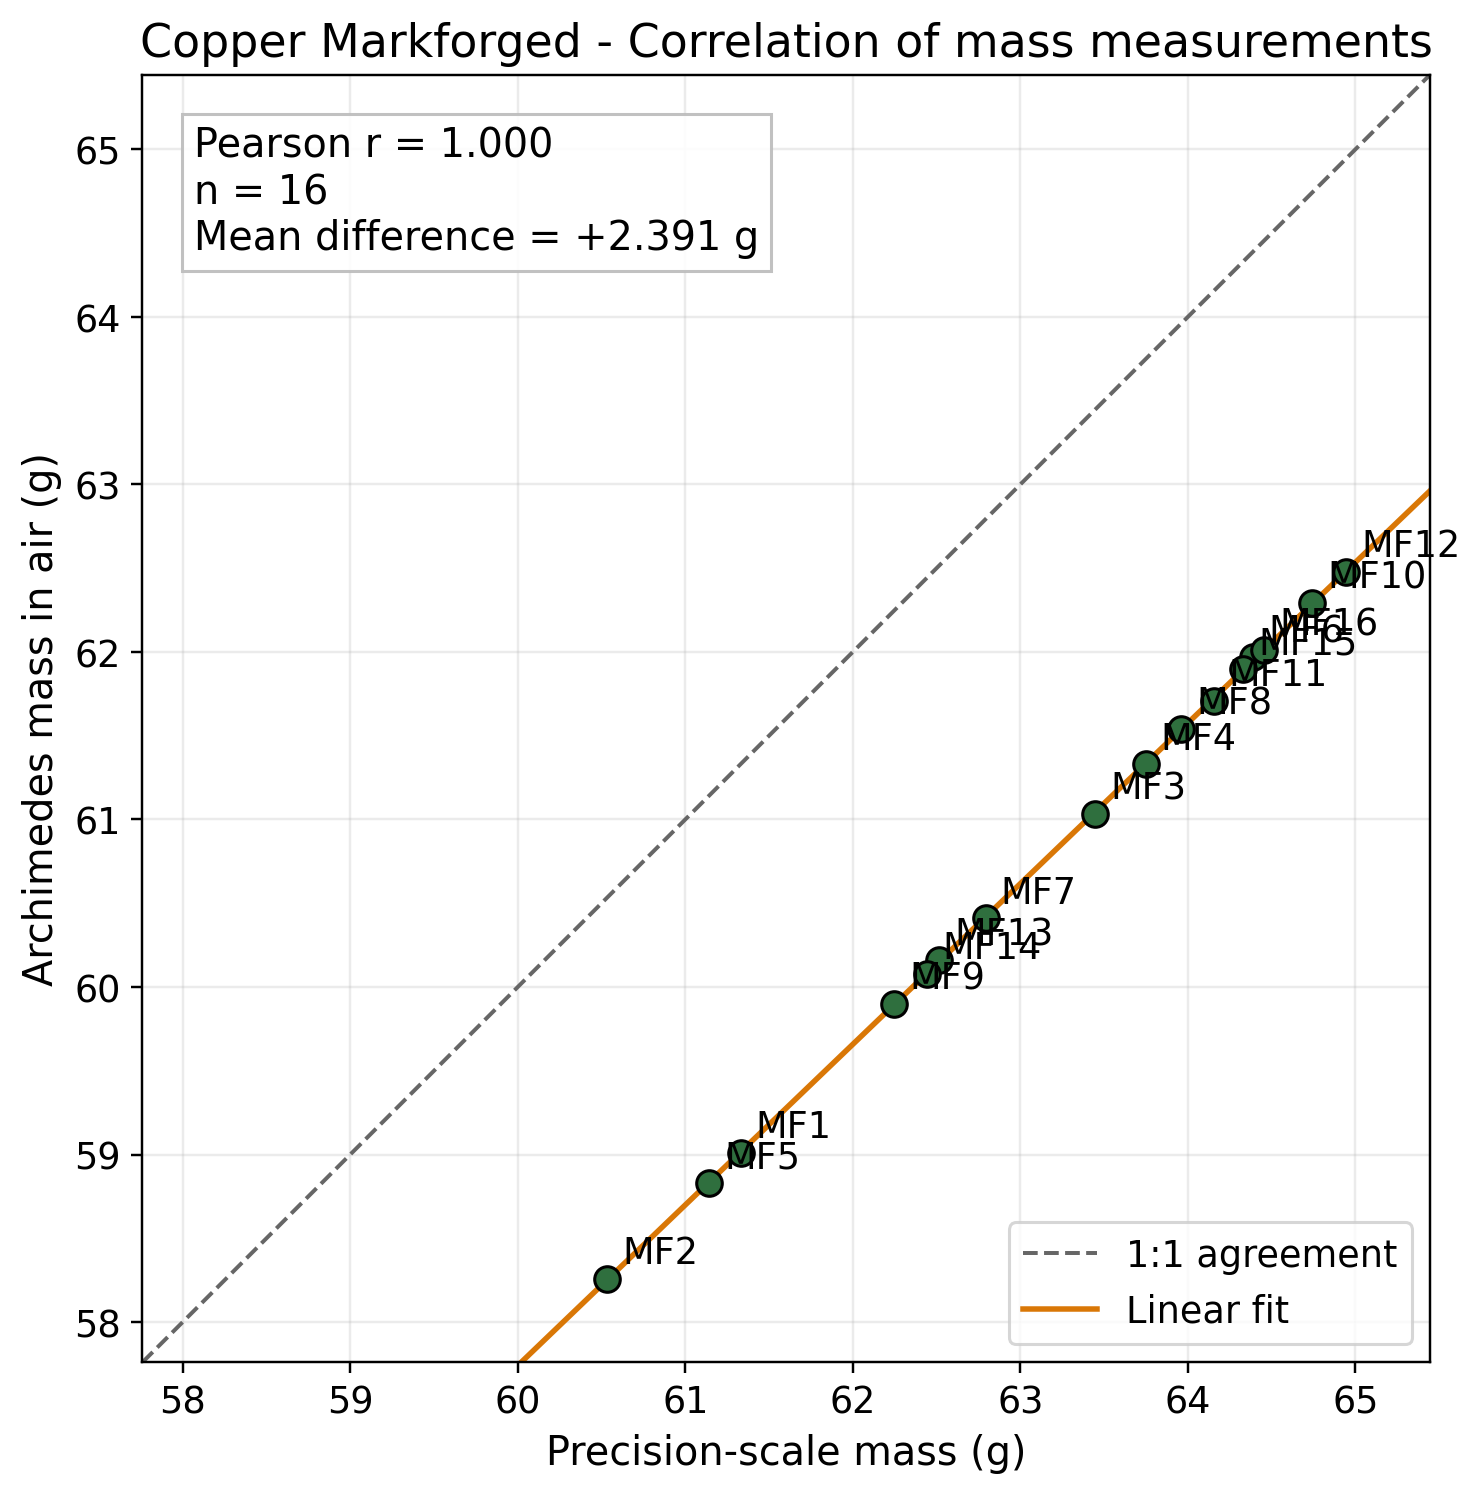 Copper Markforged - Correlation of mass measurements
Pearson r = 1.000
n = 16
Mean difference = +2.391 g
65
64
63
62
61
60
59
58
Archimedes mass in air (g)
MF12
MF10
MF16
MF6
MF15
MF11
MF8
MF4
MF3
MF7
MF13
MF14
MF9
MF1
MF5
MF2
1:1 agreement
Linear fit
58 59 60 61 62 63 64 65
Precision-scale mass (g)